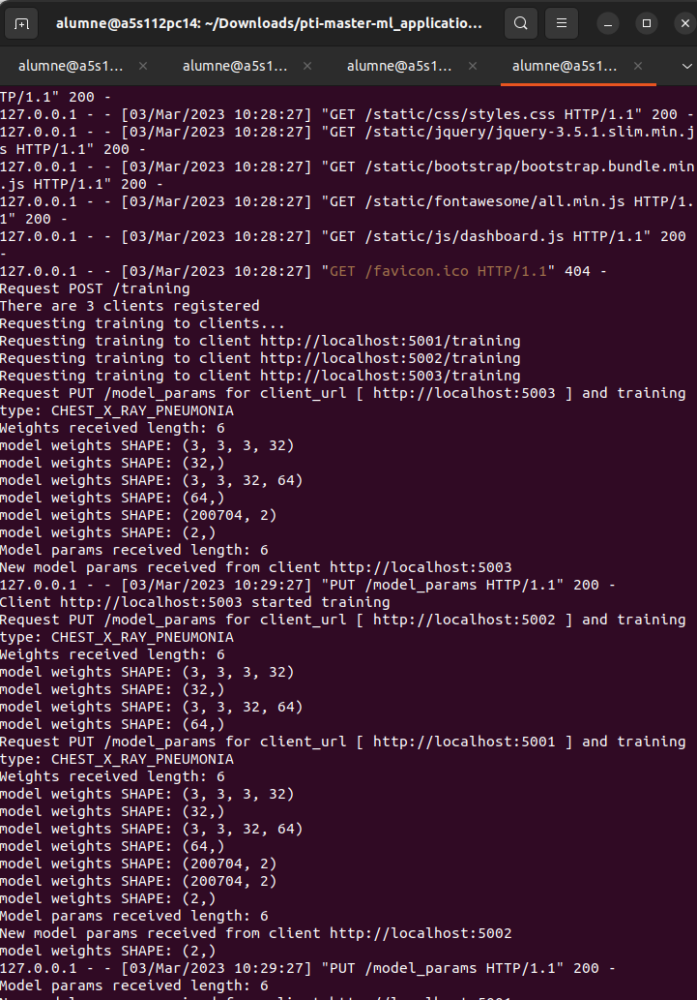 alumne@a5s112pc14: ~/Downloads/pti-master-ml_applicatio...
alumne@a5s1... × alumne@a5s1... × alumne@a5s1... × alumne@a5s1... ×
TP/1.1" 200 -
127.0.0.1 - - [03/Mar/2023 10:28:27] "GET /static/css/styles.css HTTP/1.1" 200 -
127.0.0.1 - - [03/Mar/2023 10:28:27] "GET /static/jquery/jquery-3.5.1.slim.min.j
s HTTP/1.1" 200 -
127.0.0.1 - - [03/Mar/2023 10:28:27] "GET /static/bootstrap/bootstrap.bundle.min
.js HTTP/1.1" 200 -
127.0.0.1 - - [03/Mar/2023 10:28:27] "GET /static/fontawesome/all.min.js HTTP/1.
1" 200 -
127.0.0.1 - - [03/Mar/2023 10:28:27] "GET /static/js/dashboard.js HTTP/1.1" 200
-
127.0.0.1 - - [03/Mar/2023 10:28:27] "GET /favicon.ico HTTP/1.1" 404 -
Request POST /training
There are 3 clients registered
Requesting training to clients...
Requesting training to client http://localhost:5001/training
Requesting training to client http://localhost:5002/training
Requesting training to client http://localhost:5003/training
Request PUT /model_params for client_url [ http://localhost:5003 ] and training
type: CHEST_X_RAY_PNEUMONIA
Weights received length: 6
model weights SHAPE: (3, 3, 3, 32)
model weights SHAPE: (32,)
model weights SHAPE: (3, 3, 32, 64)
model weights SHAPE: (64,)
model weights SHAPE: (200704, 2)
model weights SHAPE: (2,)
Model params received length: 6
New model params received from client http://localhost:5003
127.0.0.1 - - [03/Mar/2023 10:29:27] "PUT /model_params HTTP/1.1" 200 -
Client http://localhost:5003 started training
Request PUT /model_params for client_url [ http://localhost:5002 ] and training
type: CHEST_X_RAY_PNEUMONIA
Weights received length: 6
model weights SHAPE: (3, 3, 3, 32)
model weights SHAPE: (32,)
model weights SHAPE: (3, 3, 32, 64)
model weights SHAPE: (64,)
Request PUT /model_params for client_url [ http://localhost:5001 ] and training
type: CHEST_X_RAY_PNEUMONIA
Weights received length: 6
model weights SHAPE: (3, 3, 3, 32)
model weights SHAPE: (32,)
model weights SHAPE: (3, 3, 32, 64)
model weights SHAPE: (64,)
model weights SHAPE: (200704, 2)
model weights SHAPE: (200704, 2)
model weights SHAPE: (2,)
Model params received length: 6
New model params received from client http://localhost:5002
model weights SHAPE: (2,)
127.0.0.1 - - [03/Mar/2023 10:29:27] "PUT /model_params HTTP/1.1" 200 -
Model params received length: 6